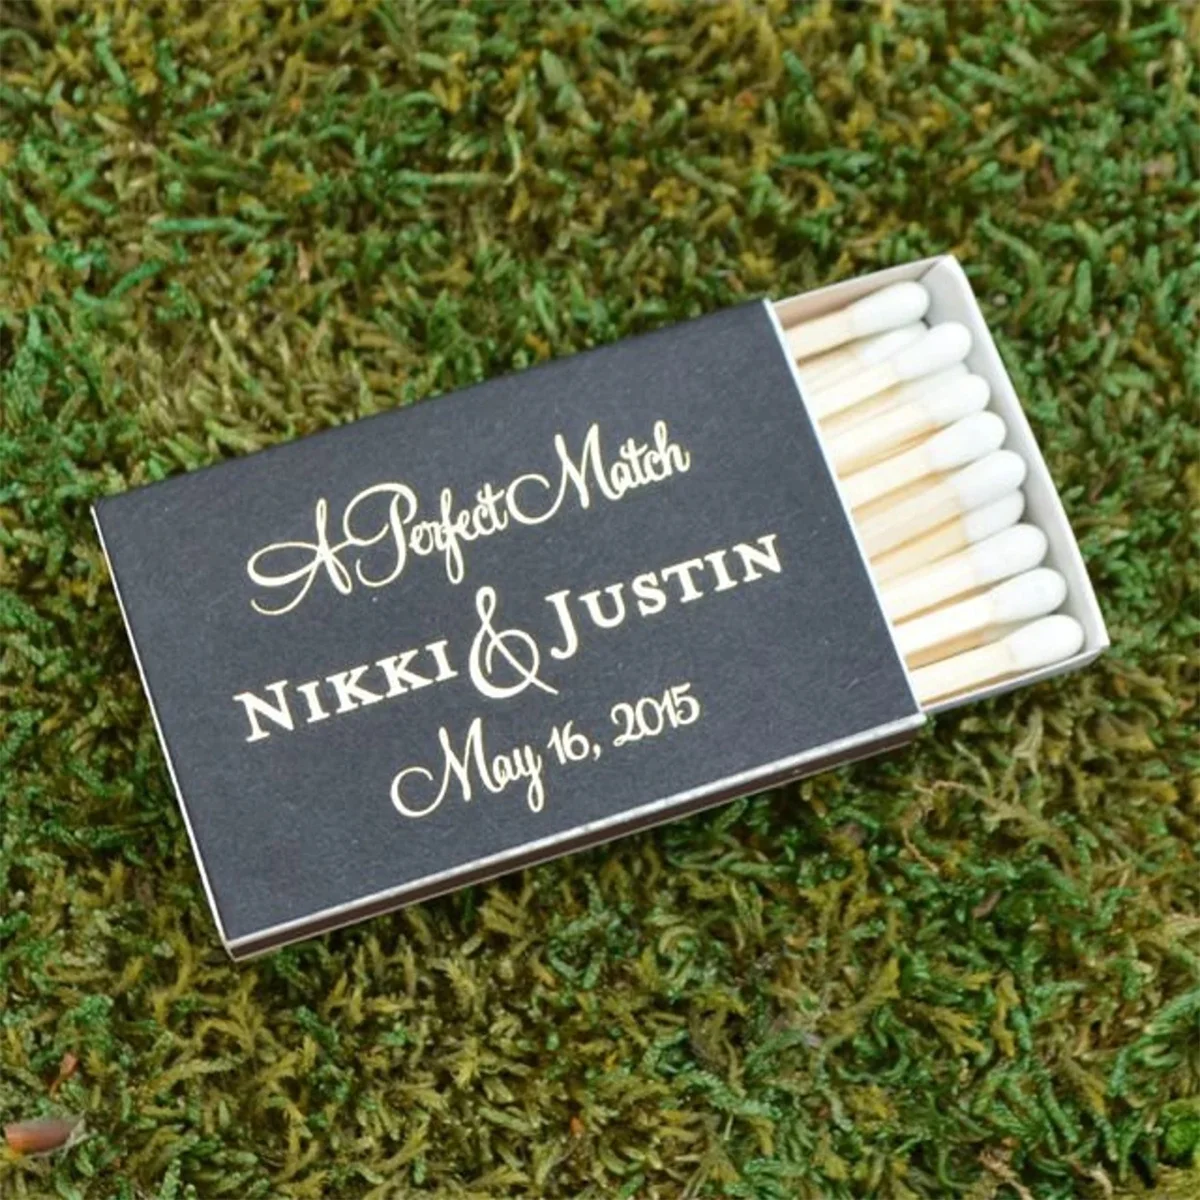 A Perfect Match
NIKKI & JUSTIN
May 16, 2015